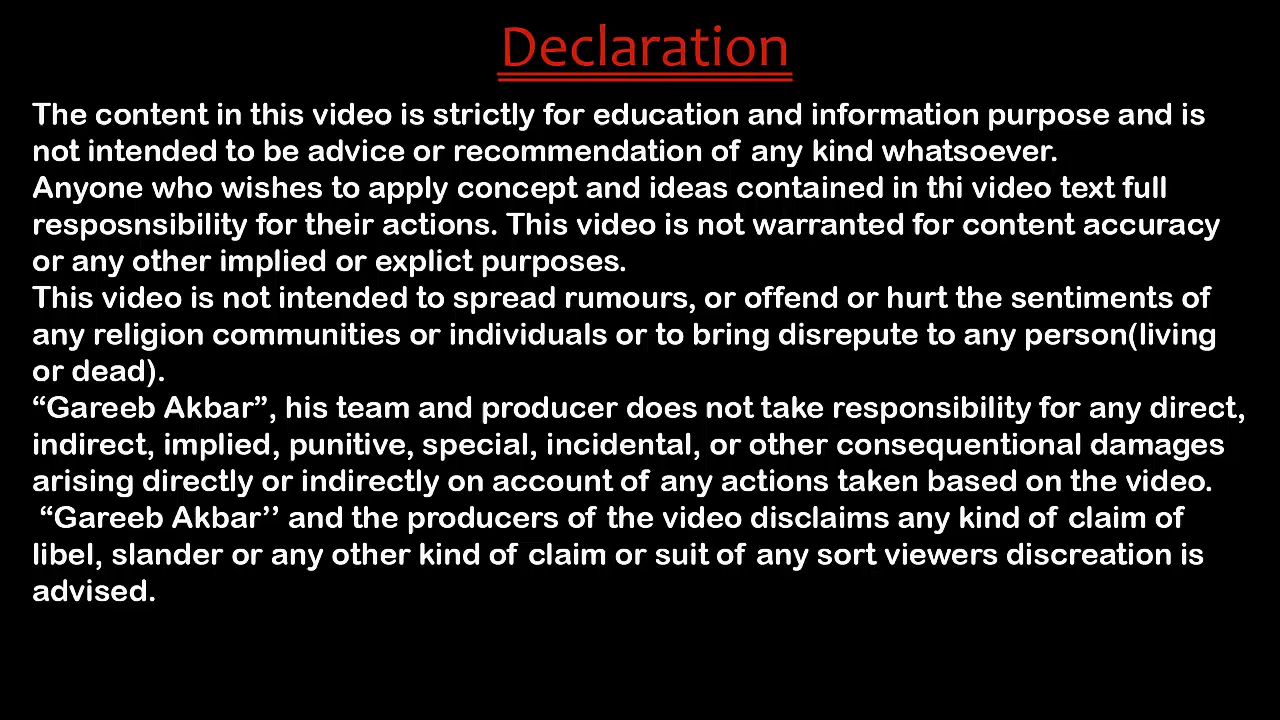 Declaration
The content in this video is strictly for education and information purpose and is
not intended to be advice or recommendation of any kind whatsoever.
Anyone who wishes to apply concept and ideas contained in thi video text full
resposnsibility for their actions. This video is not warranted for content accuracy
or any other implied or explict purposes.
This video is not intended to spread rumours, or offend or hurt the sentiments of
any religion communities or individuals or to bring disrepute to any person(living
or dead).
“Gareeb Akbar”, his team and producer does not take responsibility for any direct,
indirect, implied, punitive, special, incidental, or other consequentional damages
arising directly or indirectly on account of any actions taken based on the video.
“Gareeb Akbar’’ and the producers of the video disclaims any kind of claim of
libel, slander or any other kind of claim or suit of any sort viewers discreation is
advised.